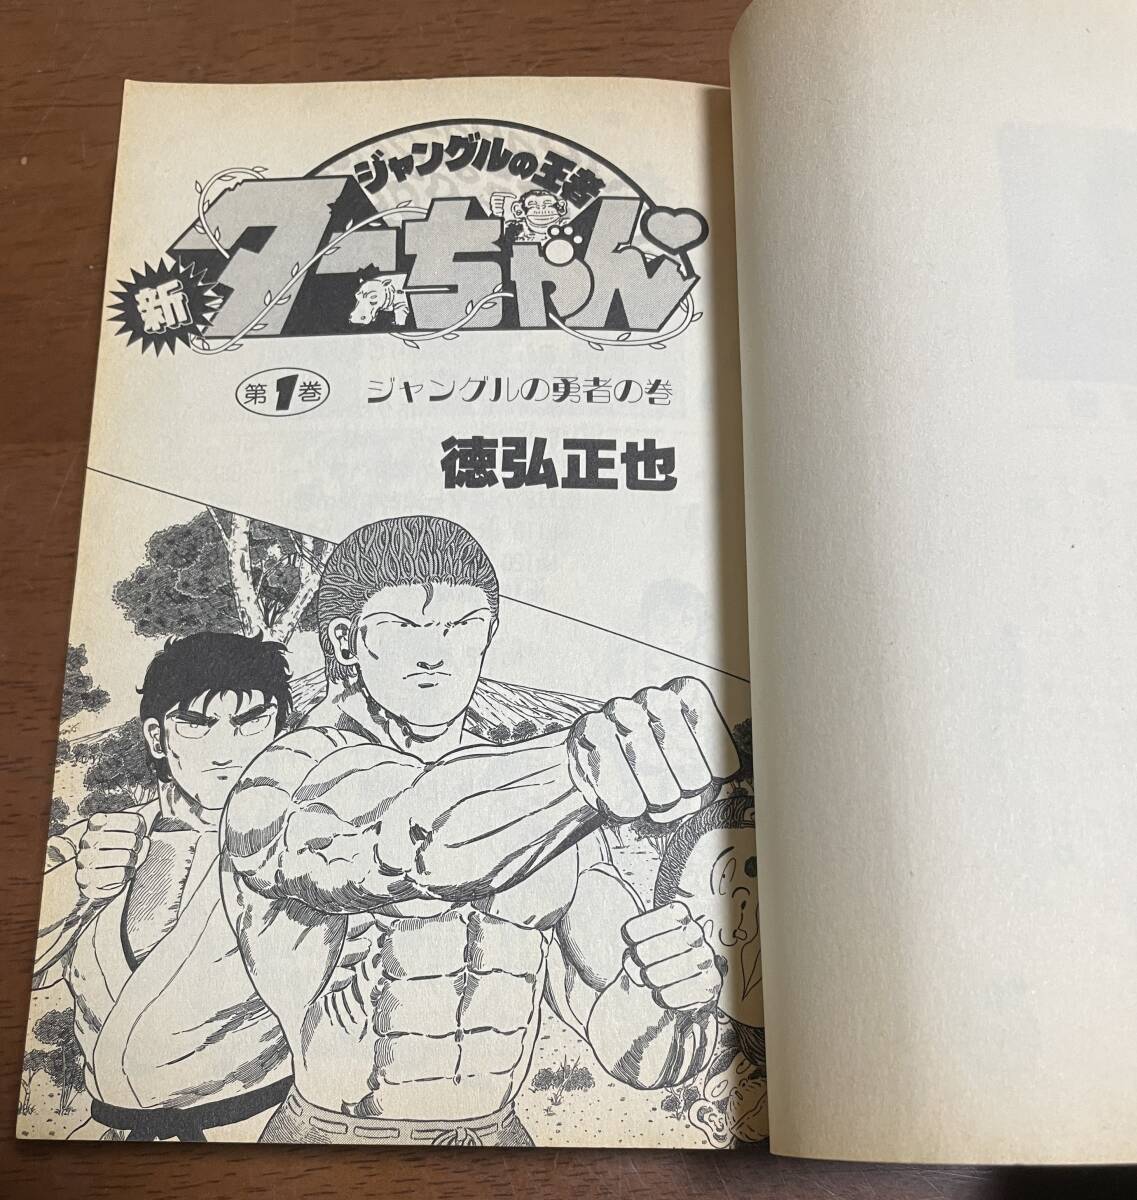 ジャングルの王者
新
ターちゃん
第1巻 ジャングルの勇者の巻
徳弘正也